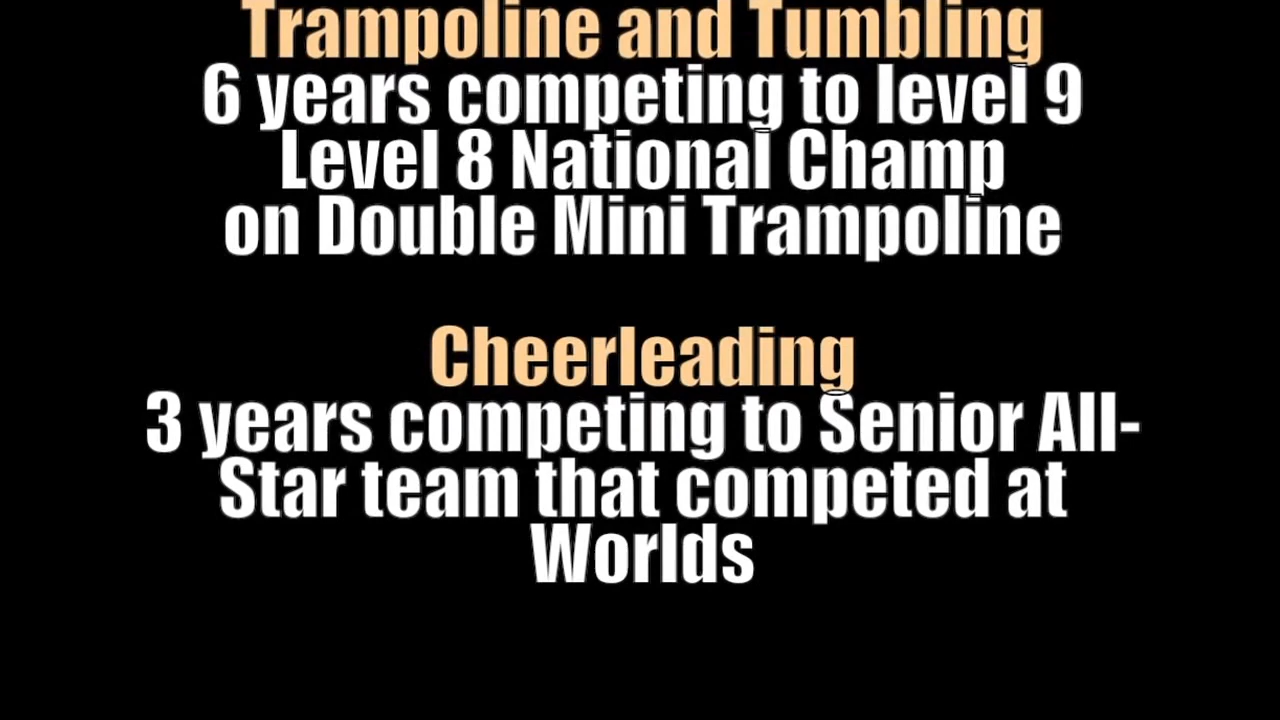 Trampoline and Tumbling
6 years competing to level 9
Level 8 National Champ
on Double Mini Trampoline
Cheerleading
3 years competing to Senior All-
Star team that competed at
Worlds